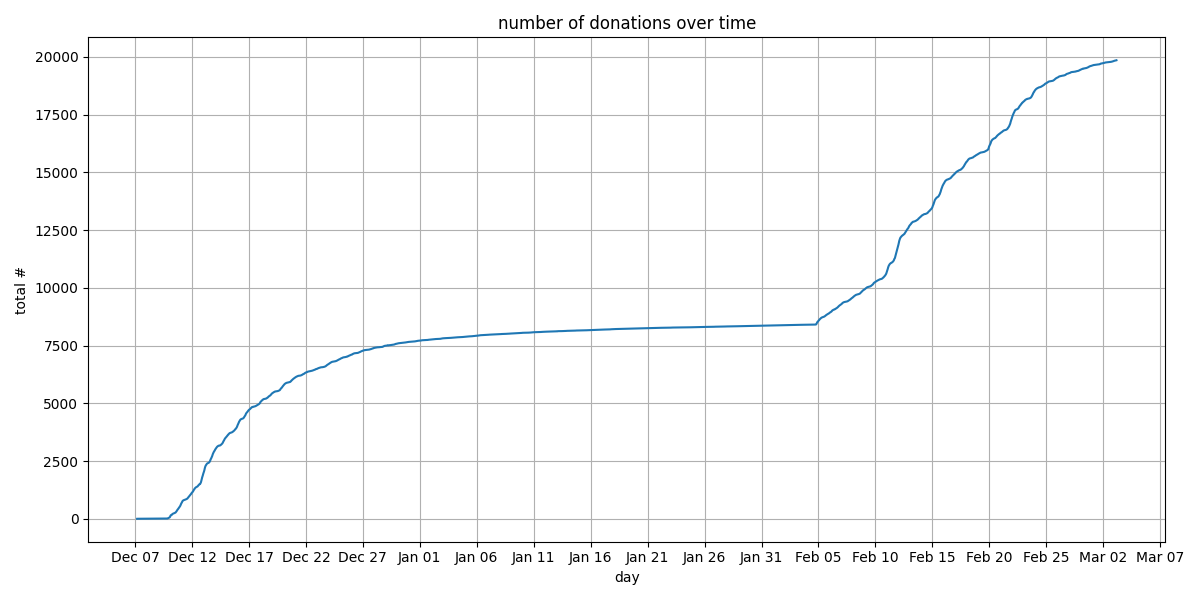 number of donations over time
total #
20000
17500
15000
12500
10000
7500
5000
2500
0
Dec 07 Dec 12 Dec 17 Dec 22 Dec 27 Jan 01 Jan 06 Jan 11 Jan 16 Jan 21 Jan 26 Jan 31 Feb 05 Feb 10 Feb 15 Feb 20 Feb 25 Mar 02 Mar 07
day